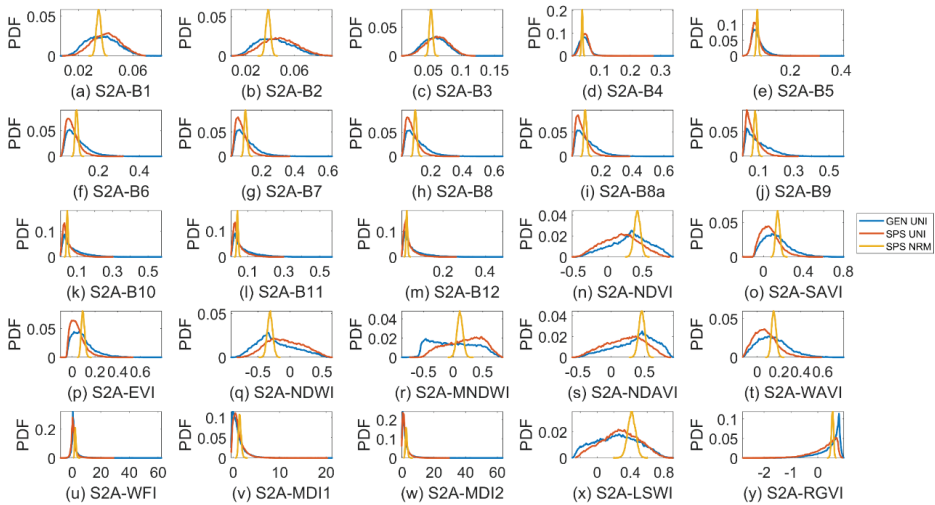 PDF 0.05 0 0.02 0.06 (a) S2A-B1
PDF 0.05 0 0.02 0.06 (b) S2A-B2
PDF 0.05 0 0.05 0.1 0.15 (c) S2A-B3
PDF 0.2 0.1 0 0.1 0.2 0.3 (d) S2A-B4
PDF 0.15 0.1 0.05 0 0.2 0.4 (e) S2A-B5
PDF 0.05 0 0.2 0.4 (f) S2A-B6
PDF 0.05 0 0.2 0.4 0.6 (g) S2A-B7
PDF 0.05 0 0.2 0.4 0.6 (h) S2A-B8
PDF 0.05 0 0.2 0.4 0.6 (i) S2A-B8a
PDF 0.05 0 0.1 0.3 0.5 (j) S2A-B9
PDF 0.1 0 0.1 0.3 0.5 (k) S2A-B10
PDF 0.1 0 0.1 0.3 0.5 (l) S2A-B11
PDF 0.1 0 0.2 0.4 (m) S2A-B12
PDF 0.04 0.02 0 -0.5 0 0.5 (n) S2A-NDVI
PDF 0.05 0 0 0.4 0.8 (o) S2A-SAVI
GEN UNI
SPS UNI
SPS NRM
PDF 0.05 0 0 0.20.40.6 (p) S2A-EVI
PDF 0.05 0 -0.5 0 0.5 (q) S2A-NDWI
PDF 0.04 0.02 0 -0.5 0 0.5 (r) S2A-MNDWI
PDF 0.05 0 -0.5 0 0.5 (s) S2A-NDAVI
PDF 0.05 0 0 0.20.40.6 (t) S2A-WAVI
PDF 0.2 0 0 20 40 60 (u) S2A-WFI
PDF 0.1 0.05 0 0 10 20 (v) S2A-MDI1
PDF 0.2 0 0 30 60 (w) S2A-MDI2
PDF 0.02 0 0 0.4 0.8 (x) S2A-LSWI
PDF 0.1 0.05 0 -2 -1 0 (y) S2A-RGVI